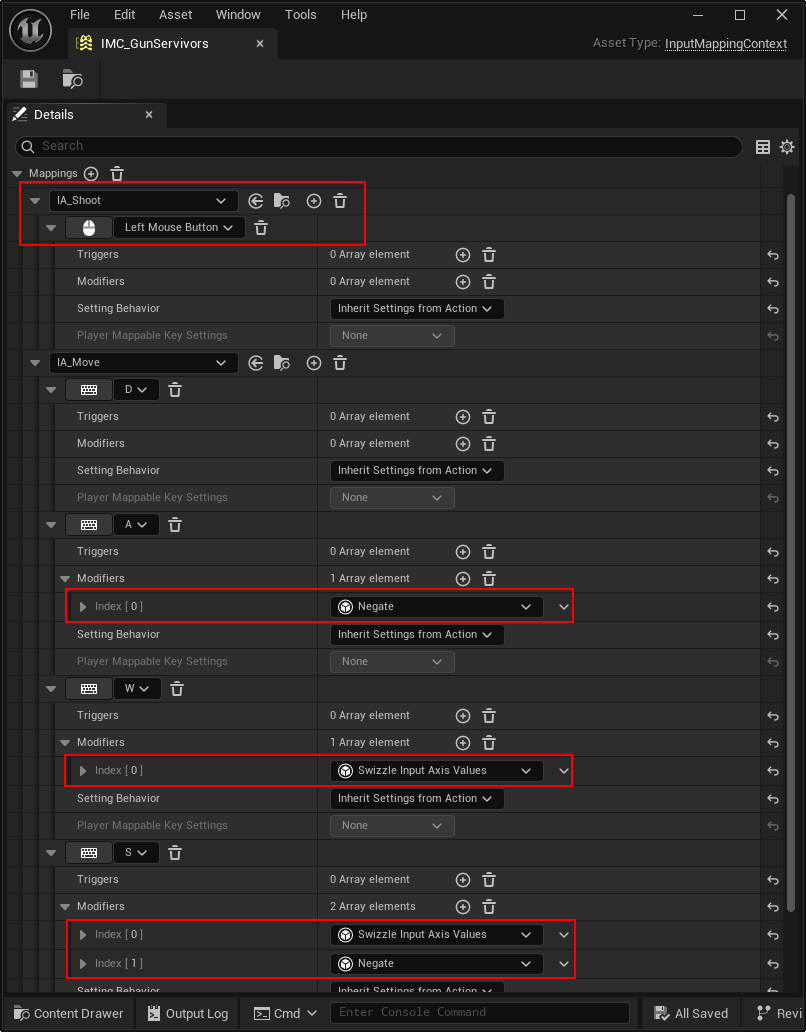 File Edit Asset Window Tools Help
IMC_GunServivors
Asset Type: InputMappingContext
Details
Search
Mappings
IA_Shoot
Left Mouse Button
Triggers 0 Array element
Modifiers 0 Array element
Setting Behavior Inherit Settings from Action
Player Mappable Key Settings None
IA_Move
D
Triggers 0 Array element
Modifiers 0 Array element
Setting Behavior Inherit Settings from Action
Player Mappable Key Settings None
A
Triggers 0 Array element
Modifiers 1 Array element
Index [ 0 ] Negate
Setting Behavior Inherit Settings from Action
Player Mappable Key Settings None
W
Triggers 0 Array element
Modifiers 1 Array element
Index [ 0 ] Swizzle Input Axis Values
Setting Behavior Inherit Settings from Action
Player Mappable Key Settings None
S
Triggers 0 Array element
Modifiers 2 Array elements
Index [ 0 ] Swizzle Input Axis Values
Index [ 1 ] Negate
Setting Behavior Inherit Settings from Action
Content Drawer Output Log Cmd Enter Console Command All Saved Revi